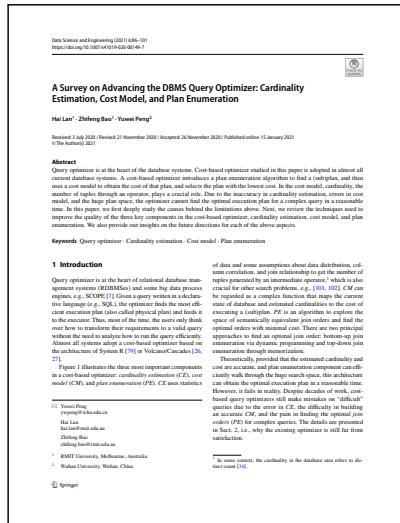 Data Science and Engineering (2021) 6:86–101
https://doi.org/10.1007/s41019-020-00149-7
A Survey on Advancing the DBMS Query Optimizer: Cardinality
Estimation, Cost Model, and Plan Enumeration
Hai Lan¹ · Zhifeng Bao¹ · Yuwei Peng²
Received: 3 July 2020 / Revised: 21 November 2020 / Accepted: 26 November 2020 / Published online: 15 January 2021
© The Author(s) 2021
Abstract
Query optimizer is at the heart of the database systems. Cost-based optimizer studied in this paper is adopted in almost all
current database systems. A cost-based optimizer introduces a plan enumeration algorithm to find a (sub)plan, and then
uses a cost model to obtain the cost of that plan, and selects the plan with the lowest cost. In the cost model, cardinality, the
number of tuples through an operator, plays a crucial role. Due to the inaccuracy in cardinality estimation, errors in cost
model, and the huge plan space, the optimizer cannot find the optimal execution plan for a complex query in a reasonable
time. In this paper, we first deeply study the causes behind the limitations above. Next, we review the techniques used to
improve the quality of the three key components in the cost-based optimizer, cardinality estimation, cost model, and plan
enumeration. We also provide our insights on the future directions for each of the above aspects.
Keywords Query optimizer · Cardinality estimation · Cost model · Plan enumeration
1 Introduction
Query optimizer is at the heart of relational database man-
agement systems (RDBMSes) and some big data process
engines, e.g., SCOPE [7]. Given a query written in a declara-
tive language (e.g., SQL), the optimizer finds the most effi-
cient execution plan (also called physical plan) and feeds it
to the executor. Thus, most of the time, the users only think
over how to transform their requirements to a valid query
without the need to analyze how to run the query efficiently.
Almost all systems adopt a cost-based optimizer based on
the architecture of System R [79] or Volcano/Cascades [26,
27].
Figure 1 illustrates the three most important components
in a cost-based optimizer: cardinality estimation (CE), cost
model (CM), and plan enumeration (PE). CE uses statistics
Yuwei Peng
ywpeng@whu.edu.cn
Hai Lan
hai.lan@rmit.edu.au
Zhifeng Bao
zhifeng.bao@rmit.edu.au
1 RMIT University, Melbourne, Australia
2 Wuhan University, Wuhan, China
of data and some assumptions about data distribution, col-
umn correlation, and join relationship to get the number of
tuples generated by an intermediate operator,¹ which is also
crucial for other search problems, e.g., [101, 102]. CM can
be regarded as a complex function that maps the current
state of database and estimated cardinalities to the cost of
executing a (sub)plan. PE is an algorithm to explore the
space of semantically equivalent join orders and find the
optimal orders with minimal cost. There are two principal
approaches to find an optimal join order: bottom-up join
enumeration via dynamic programming and top-down join
enumeration through memorization.
Theoretically, provided that the estimated cardinality and
cost are accurate, and plan enumeration component can effi-
ciently walk through the huge search space, this architecture
can obtain the optimal execution plan in a reasonable time.
However, it fails in reality. Despite decades of work, cost-
based query optimizers still make mistakes on "difficult"
queries due to the error in CE, the difficulty in building
an accurate CM, and the pain in finding the optimal join
orders (PE) for complex queries. The details are presented
in Sect. 2, i.e., why the existing optimizer is still far from
satisfaction.
1 In some context, the cardinality in the database area refers to dis-
tinct count [34].
Springer